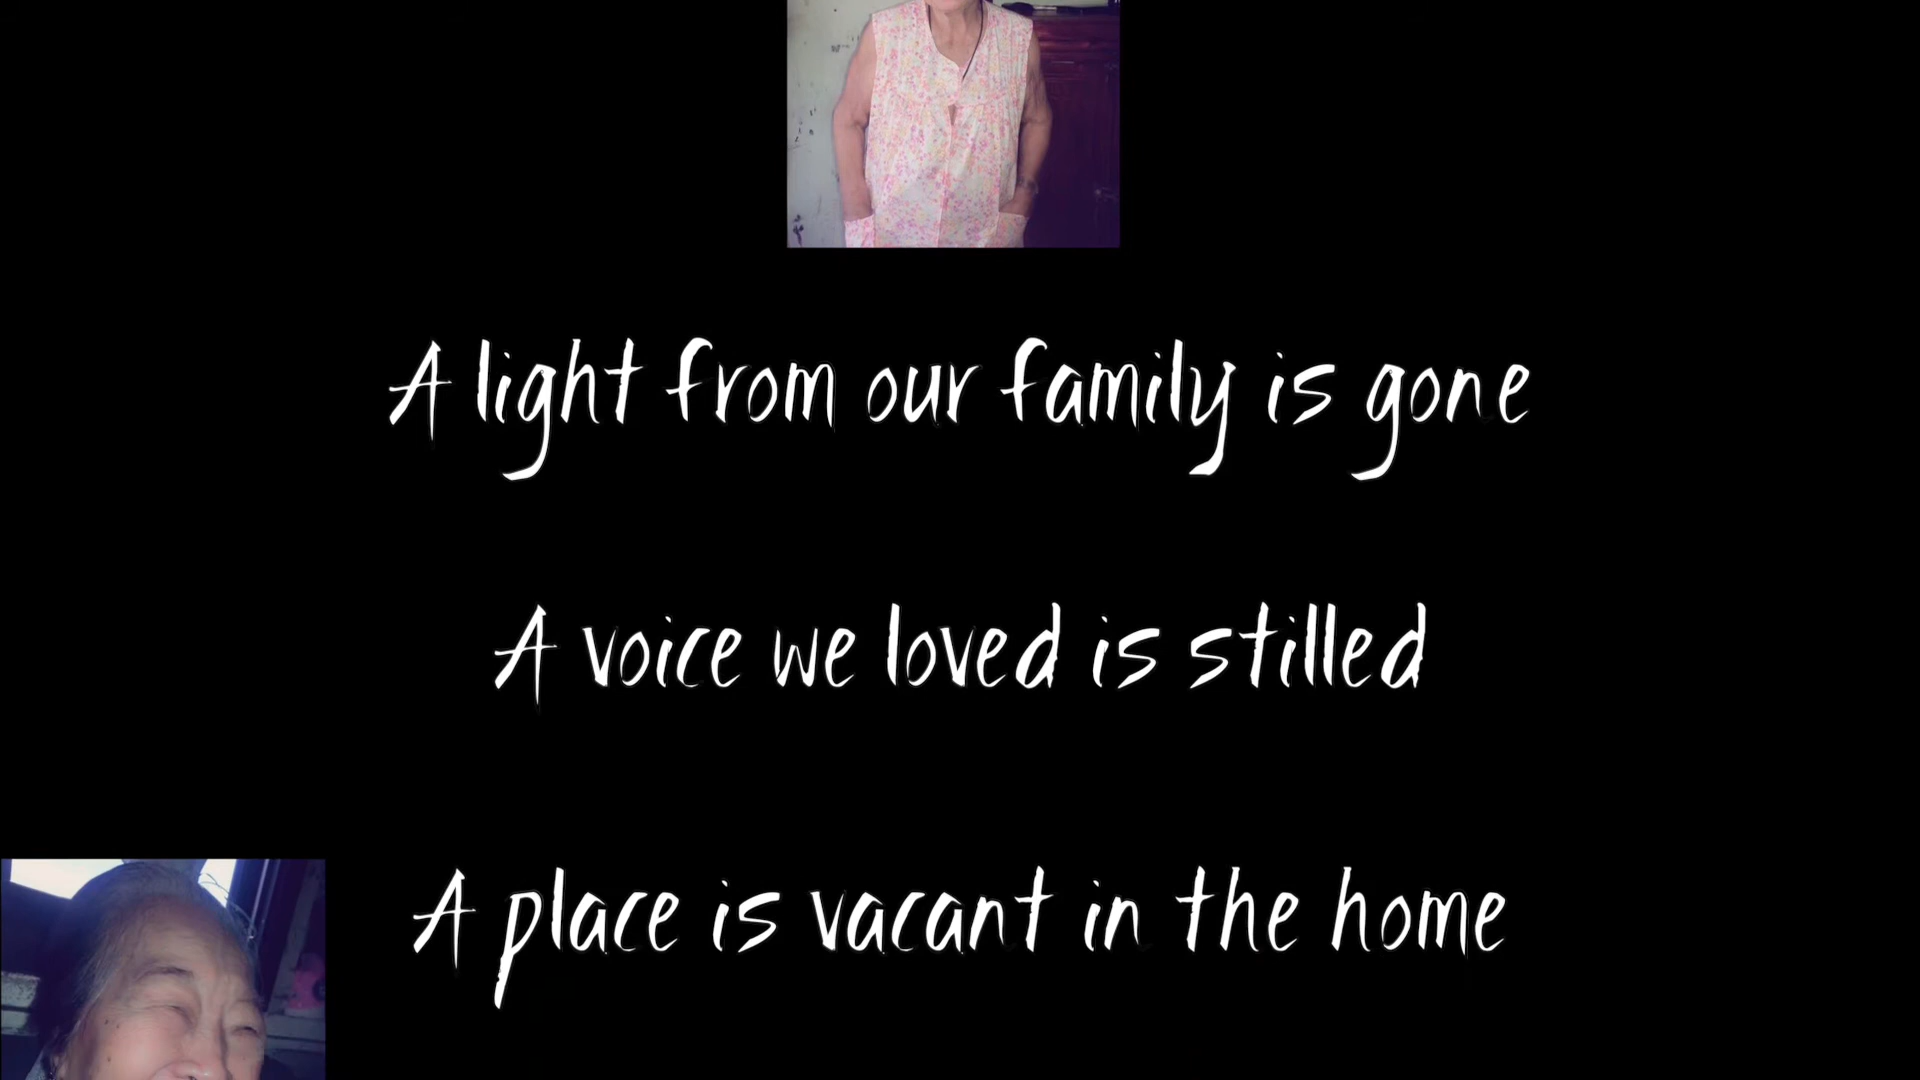 A light from our family is gone
A voice we loved is stilled
A place is vacant in the home